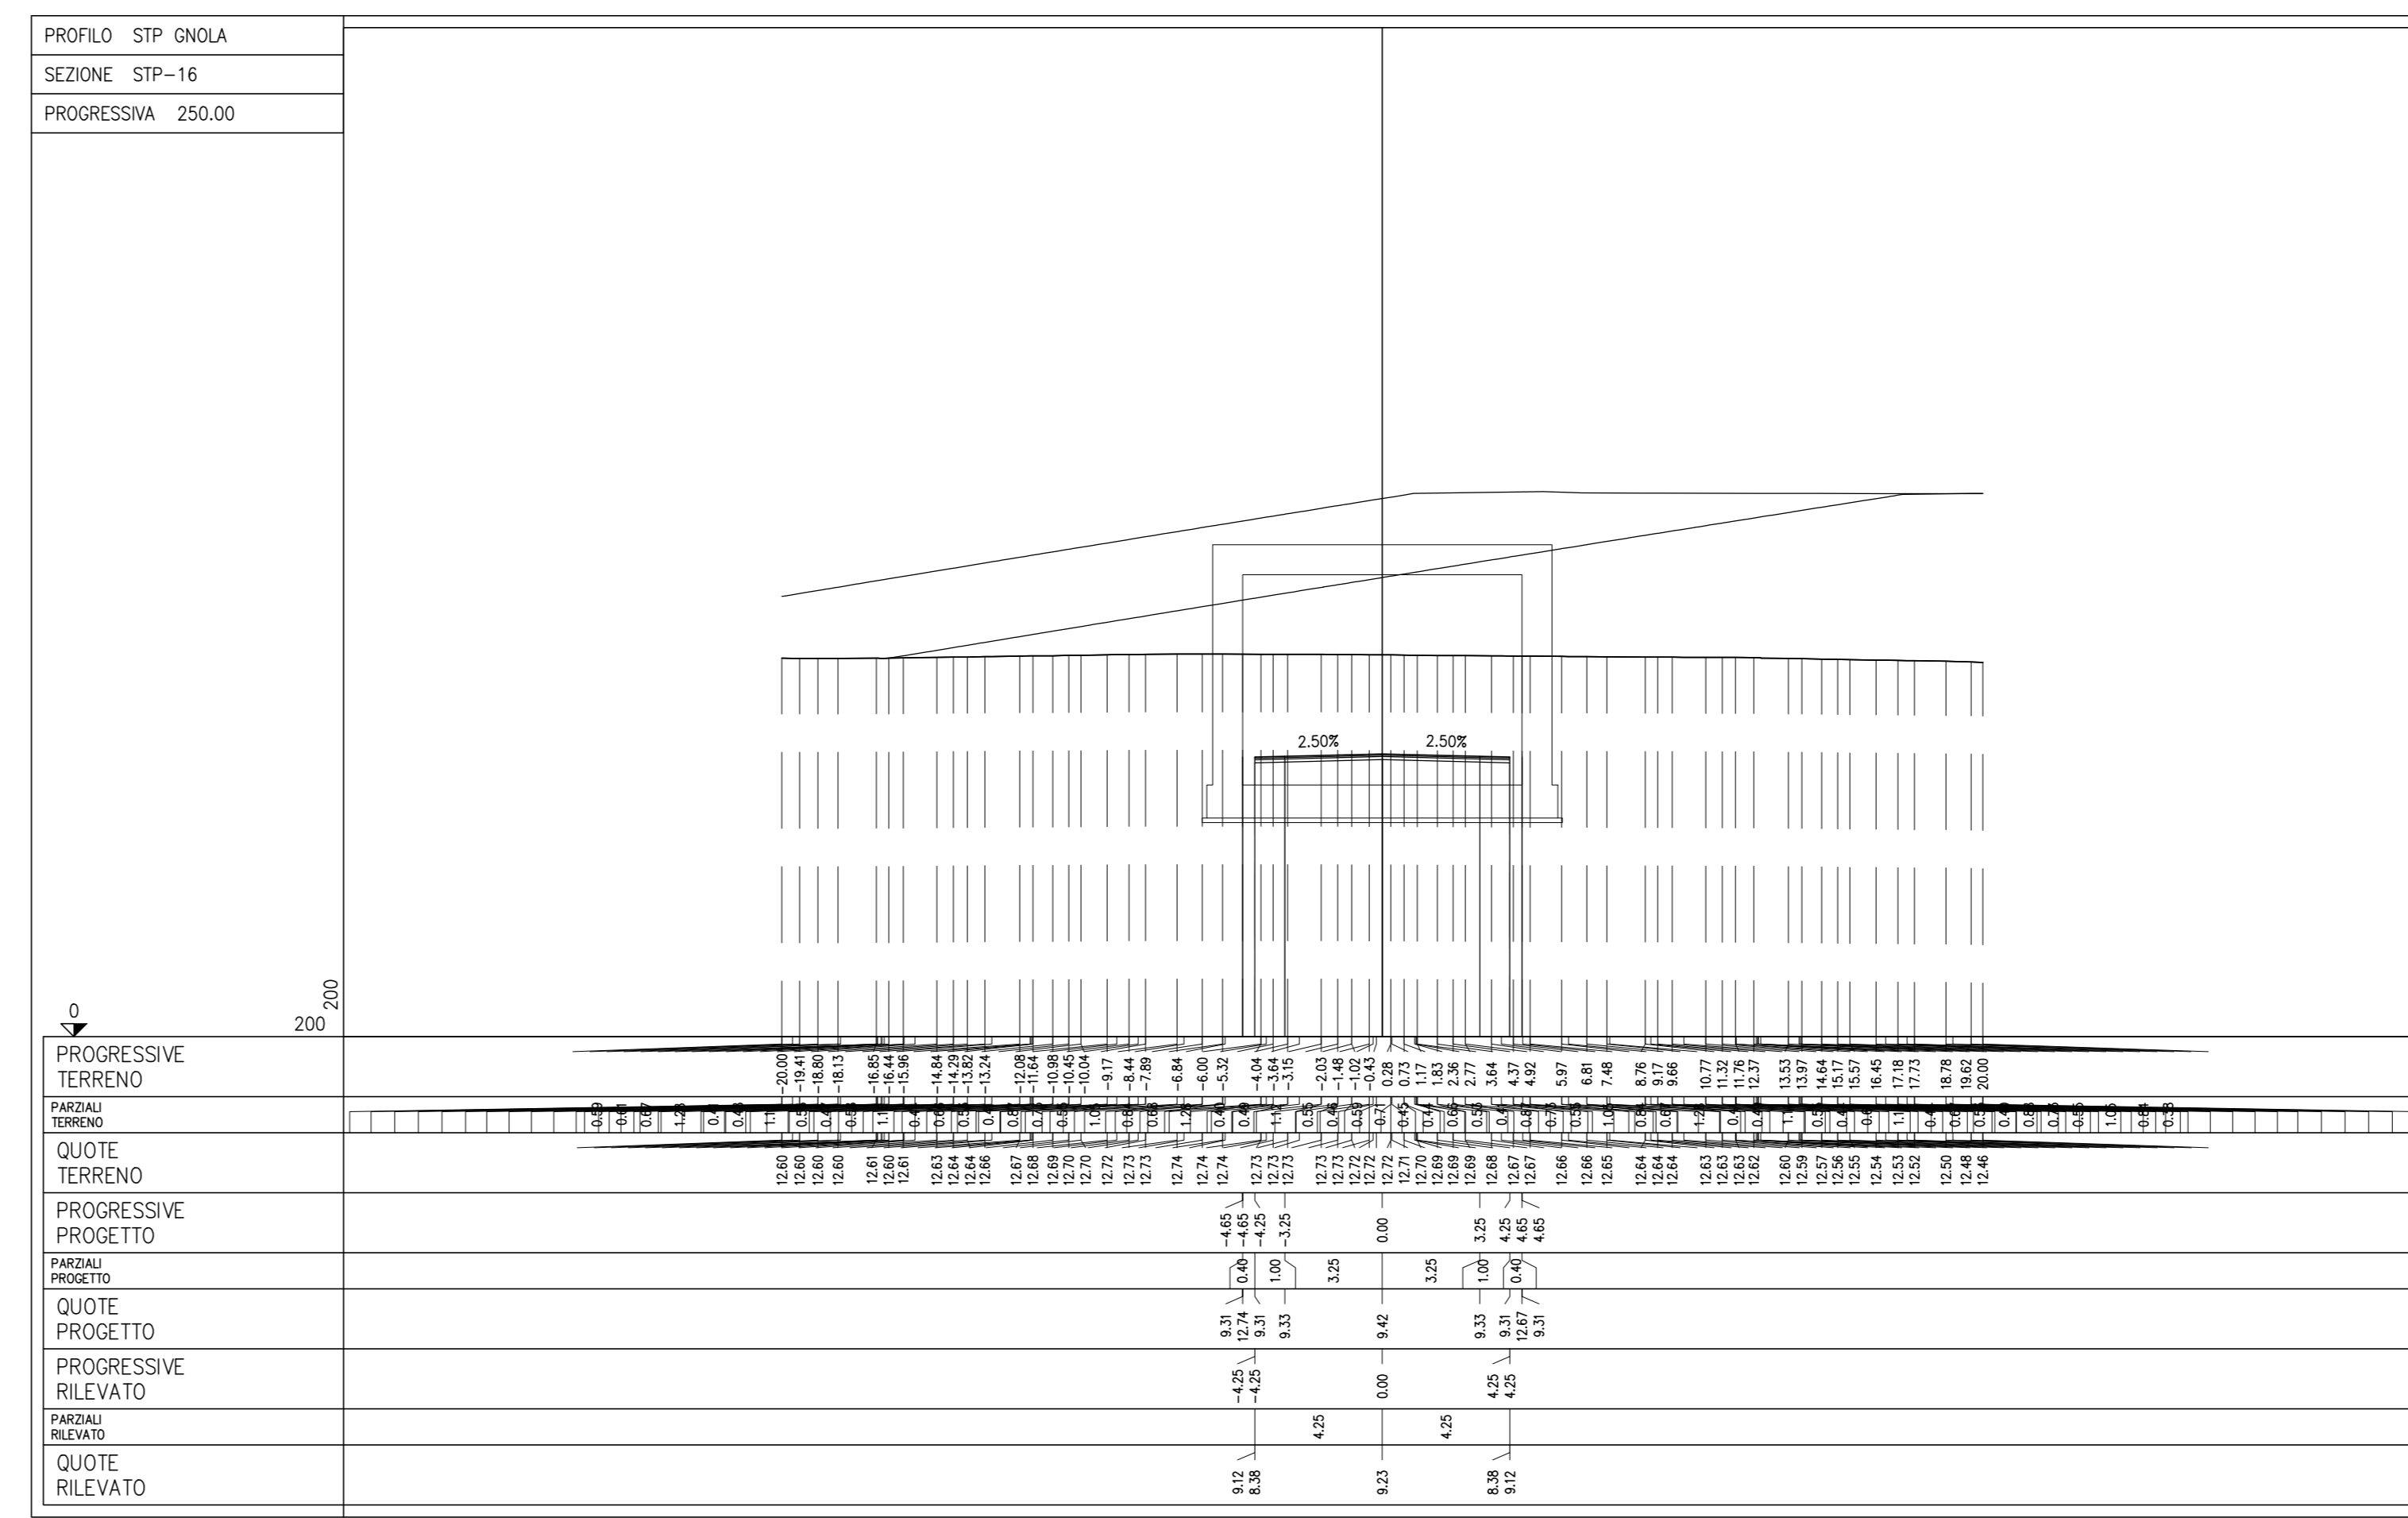 PROFILO STP GNOLA
SEZIONE STP-16
PROGRESSIVA 250.00
2.50% 2.50%
0
200
200
PROGRESSIVE
TERRENO
-20.00 -19.41 -18.80 -18.13 -16.85 -16.44 -15.96 -14.84 -14.29 -13.82 -13.24 -12.08 -11.64 -10.98 -10.45 -10.04 -9.17 -8.44 -7.89 -6.84 -6.00 -5.32 -4.04 -3.64 -3.15 -2.03 -1.48 -1.02 -0.43 0.28 0.73 1.17 1.83 2.36 2.77 3.64 4.37 4.92 5.97 6.81 7.48 8.76 9.17 9.66 10.77 11.32 11.76 12.37 13.53 13.97 14.64 15.17 15.57 16.45 17.18 17.73 18.78 19.62 20.00
PARZIALI
TERRENO
0.59 0.61 0.67
QUOTE
TERRENO
12.60 12.60 12.60 12.60 12.61 12.60 12.61 12.63 12.64 12.64 12.66 12.67 12.68 12.69 12.70 12.70 12.72 12.73 12.73 12.74 12.74 12.74 12.73 12.73 12.73 12.73 12.73 12.72 12.72 12.72 12.71 12.70 12.69 12.69 12.69 12.68 12.67 12.67 12.66 12.66 12.65 12.64 12.64 12.64 12.63 12.63 12.63 12.62 12.60 12.59 12.57 12.56 12.55 12.54 12.53 12.52 12.50 12.48 12.46
PROGRESSIVE
PROGETTO
-4.65 -4.65 -4.25 -3.25 0.00 3.25 4.25 4.65 4.65
PARZIALI
PROGETTO
0.40 1.00 3.25 3.25 1.00 0.40
QUOTE
PROGETTO
9.31 12.74 9.31 9.33 9.42 9.33 9.31 12.67 9.31
PROGRESSIVE
RILEVATO
-4.25 -4.25 0.00 4.25 4.25
PARZIALI
RILEVATO
4.25 4.25
QUOTE
RILEVATO
9.12 8.38 9.23 8.38 9.12